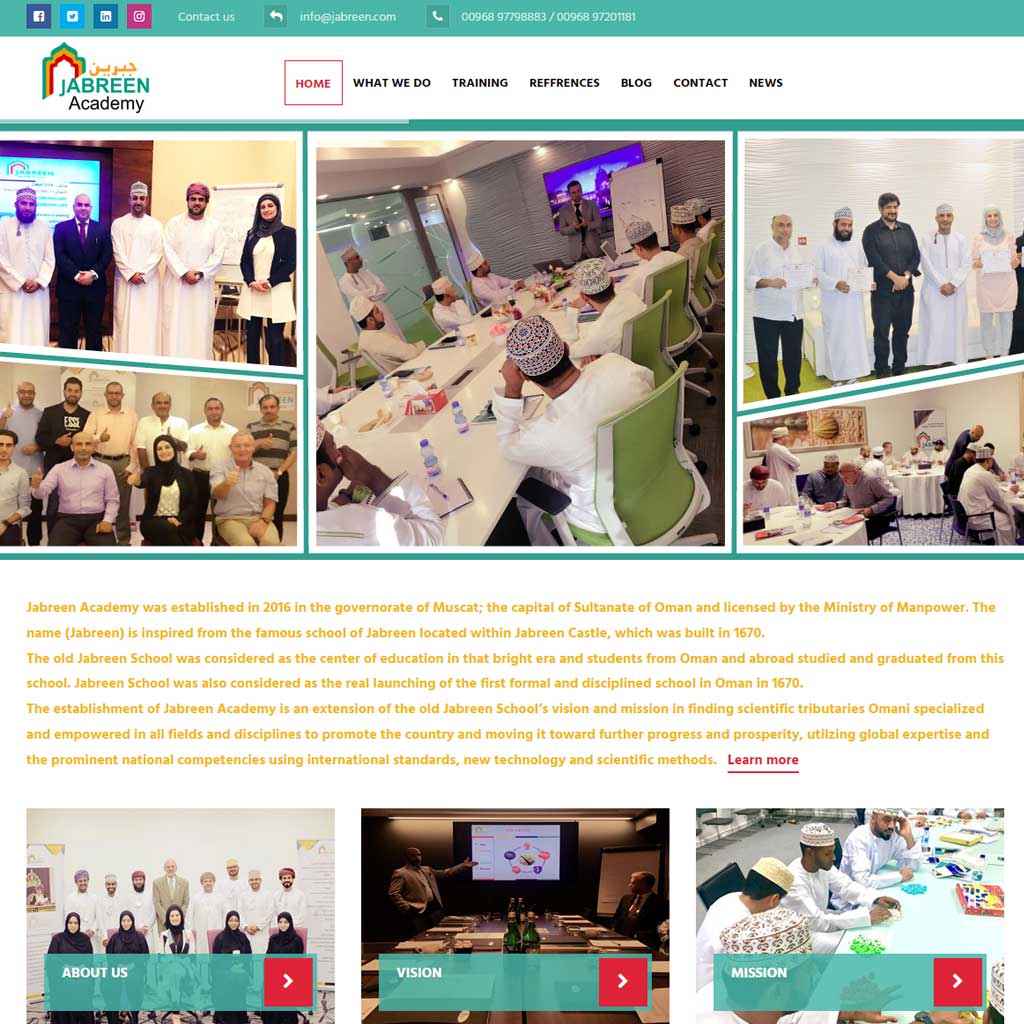 Contact us
info@jabreen.com
00968 97798883 / 00968 97201181
جبرين
JABREEN
Academy
HOME
WHAT WE DO
TRAINING
REFFRENCES
BLOG
CONTACT
NEWS
JABREEN
ESSE
Jabreen Academy was established in 2016 in the governorate of Muscat; the capital of Sultanate of Oman and licensed by the Ministry of Manpower. The
name (Jabreen) is inspired from the famous school of Jabreen located within Jabreen Castle, which was built in 1670.
The old Jabreen School was considered as the center of education in that bright era and students from Oman and abroad studied and graduated from this
school. Jabreen School was also considered as the real launching of the first formal and disciplined school in Oman in 1670.
The establishment of Jabreen Academy is an extension of the old Jabreen School’s vision and mission in finding scientific tributaries Omani specialized
and empowered in all fields and disciplines to promote the country and moving it toward further progress and prosperity, utilzing global expertise and
the prominent national competencies using international standards, new technology and scientific methods. Learn more
ABOUT US
VISION
MISSION